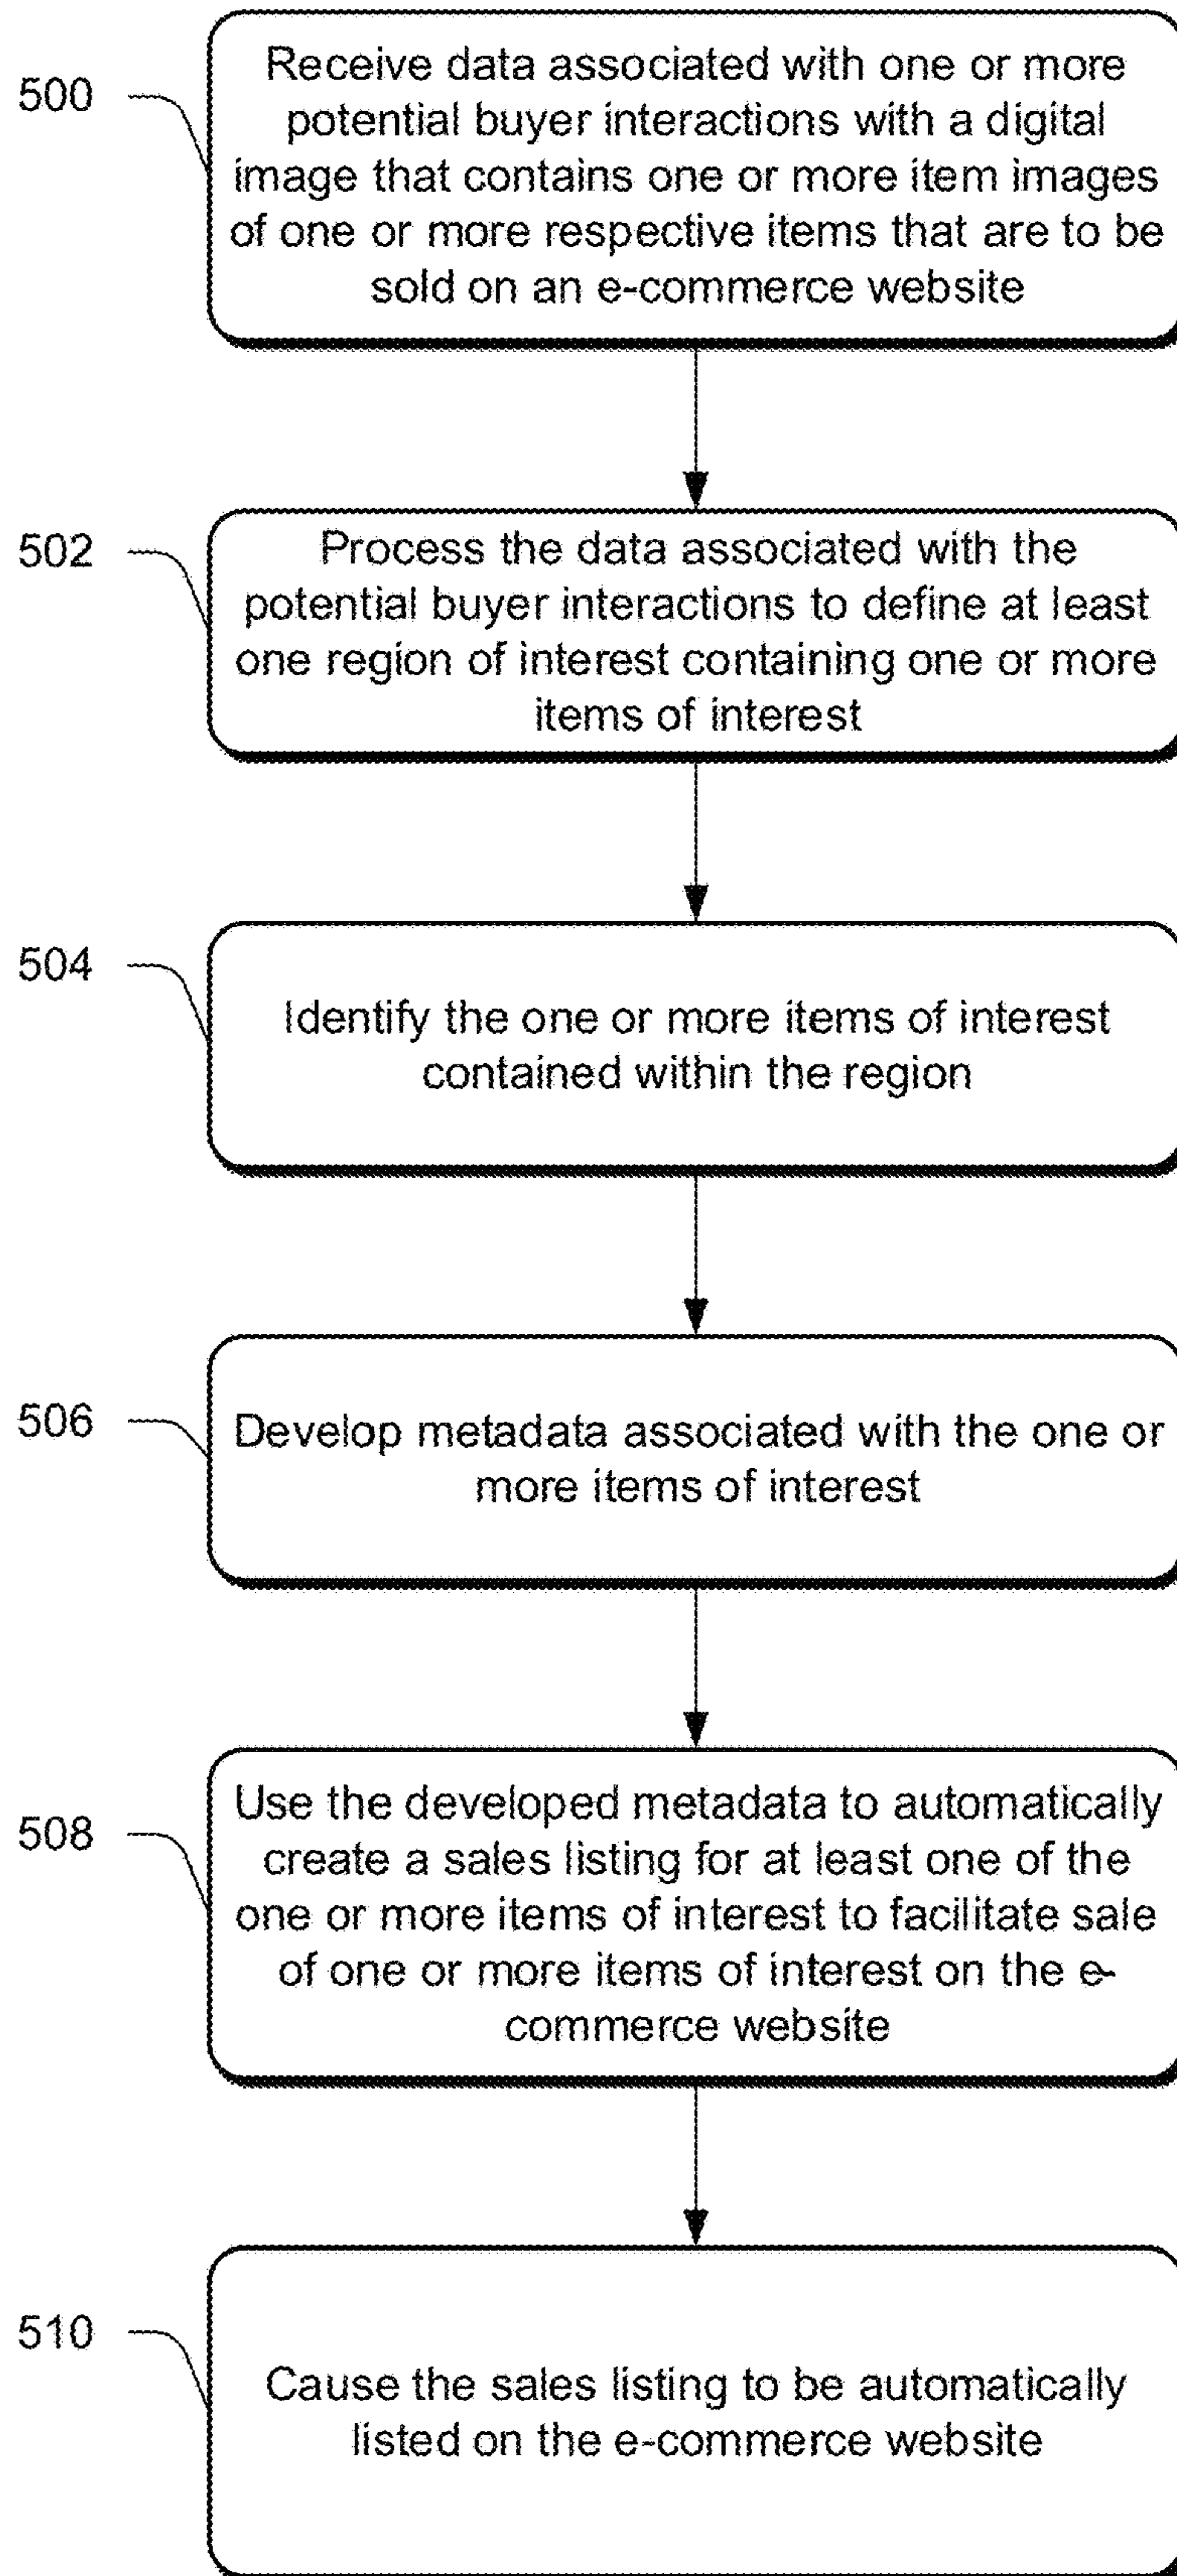 500
Receive data associated with one or more
potential buyer interactions with a digital
image that contains one or more item images
of one or more respective items that are to be
sold on an e-commerce website
502
Process the data associated with the
potential buyer interactions to define at least
one region of interest containing one or more
items of interest
504
Identify the one or more items of interest
contained within the region
506
Develop metadata associated with the one or
more items of interest
508
Use the developed metadata to automatically
create a sales listing for at least one of the
one or more items of interest to facilitate sale
of one or more items of interest on the e-
commerce website
510
Cause the sales listing to be automatically
listed on the e-commerce website